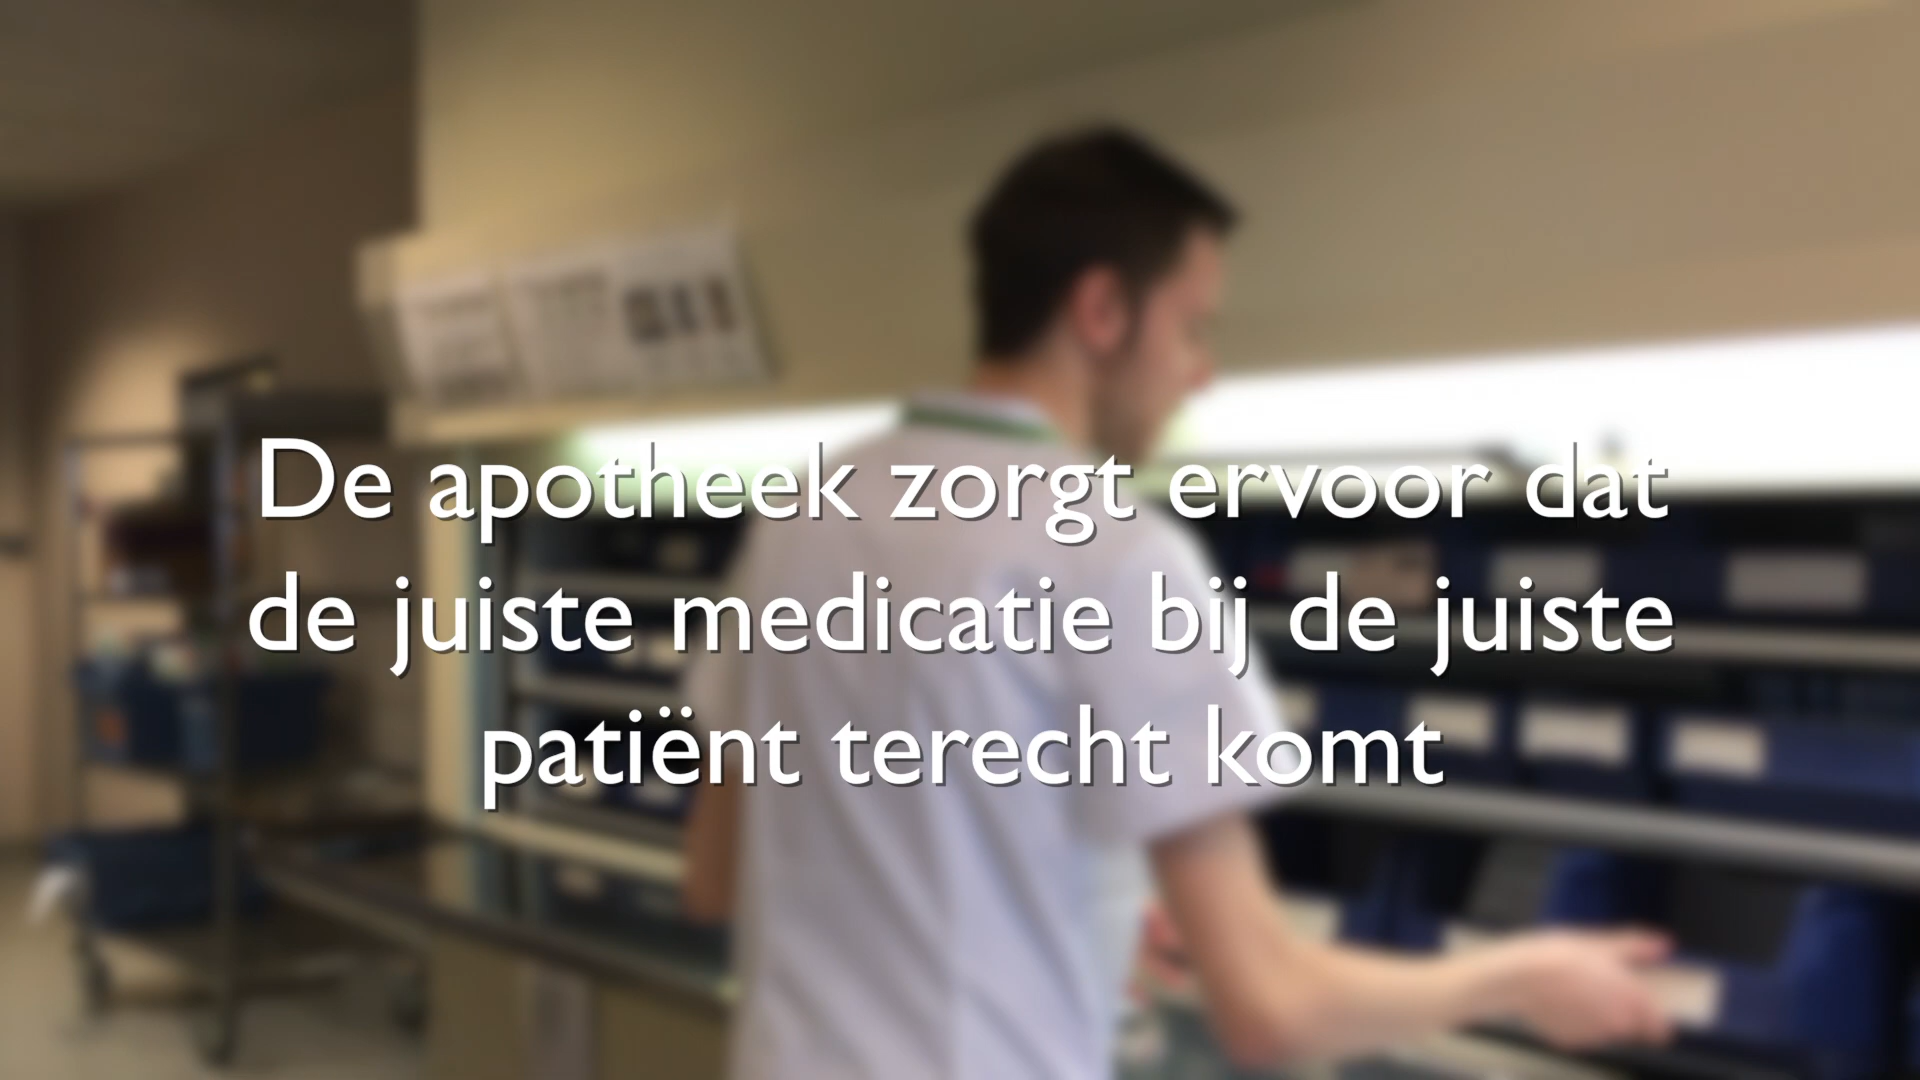 De apotheek zorgt ervoor dat
de juiste medicatie bij de juiste
patiënt terecht komt